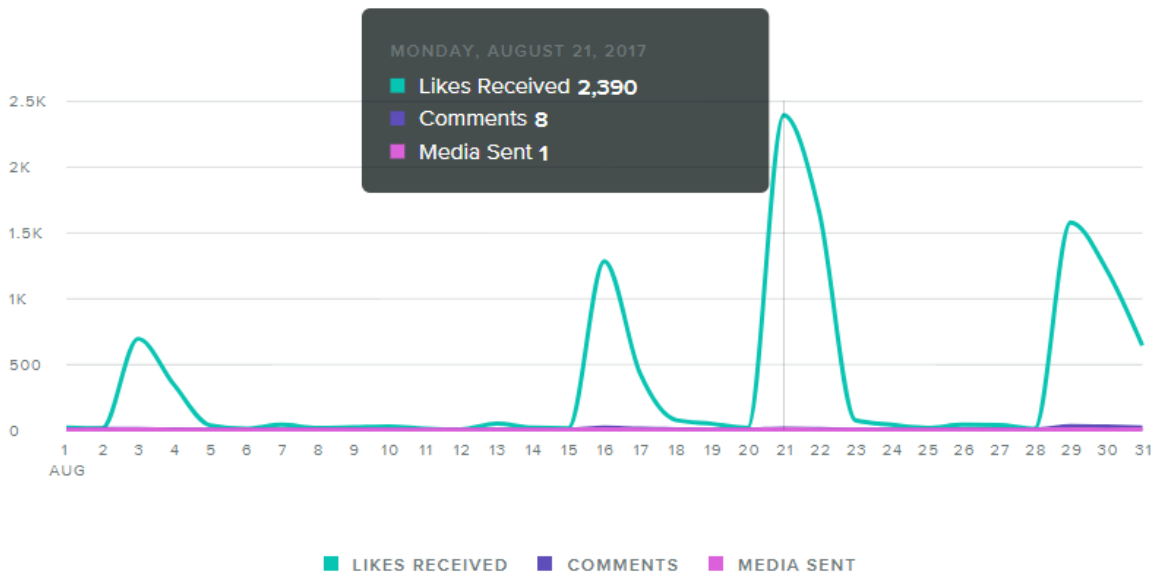 MONDAY, AUGUST 21, 2017
Likes Received 2,390
Comments 8
Media Sent 1
2.5K
2K
1.5K
1K
500
0
1 2 3 4 5 6 7 8 9 10 11 12 13 14 15 16 17 18 19 20 21 22 23 24 25 26 27 28 29 30 31
AUG
LIKES RECEIVED COMMENTS MEDIA SENT